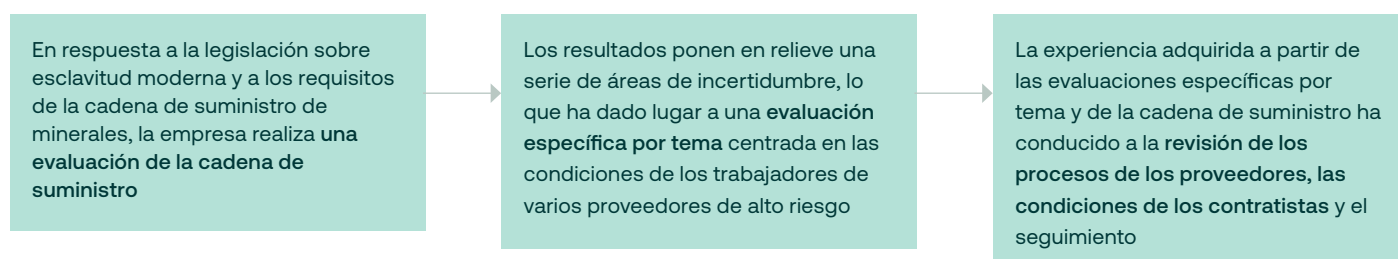 En respuesta a la legislación sobre
esclavitud moderna y a los requisitos
de la cadena de suministro de
minerales, la empresa realiza una
evaluación de la cadena de
suministro
Los resultados ponen en relieve una
serie de áreas de incertidumbre, lo
que ha dado lugar a una evaluación
específica por tema centrada en las
condiciones de los trabajadores de
varios proveedores de alto riesgo
La experiencia adquirida a partir de
las evaluaciones específicas por
tema y de la cadena de suministro ha
conducido a la revisión de los
procesos de los proveedores, las
condiciones de los contratistas y el
seguimiento